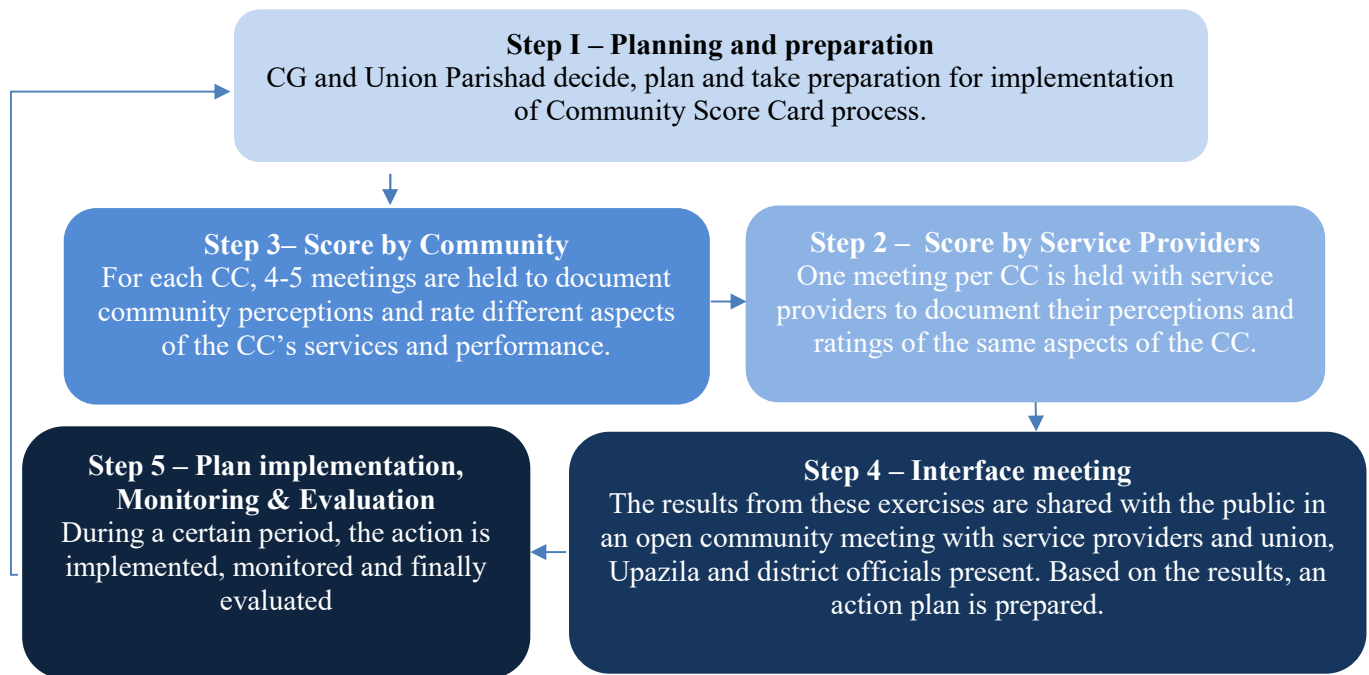 Step I – Planning and preparation
CG and Union Parishad decide, plan and take preparation for implementation
of Community Score Card process.
Step 3– Score by Community
For each CC, 4-5 meetings are held to document
community perceptions and rate different aspects
of the CC’s services and performance.
Step 2 – Score by Service Providers
One meeting per CC is held with service
providers to document their perceptions and
ratings of the same aspects of the CC.
Step 5 – Plan implementation,
Monitoring & Evaluation
During a certain period, the action is
implemented, monitored and finally
evaluated
Step 4 – Interface meeting
The results from these exercises are shared with the public in
an open community meeting with service providers and union,
Upazila and district officials present. Based on the results, an
action plan is prepared.